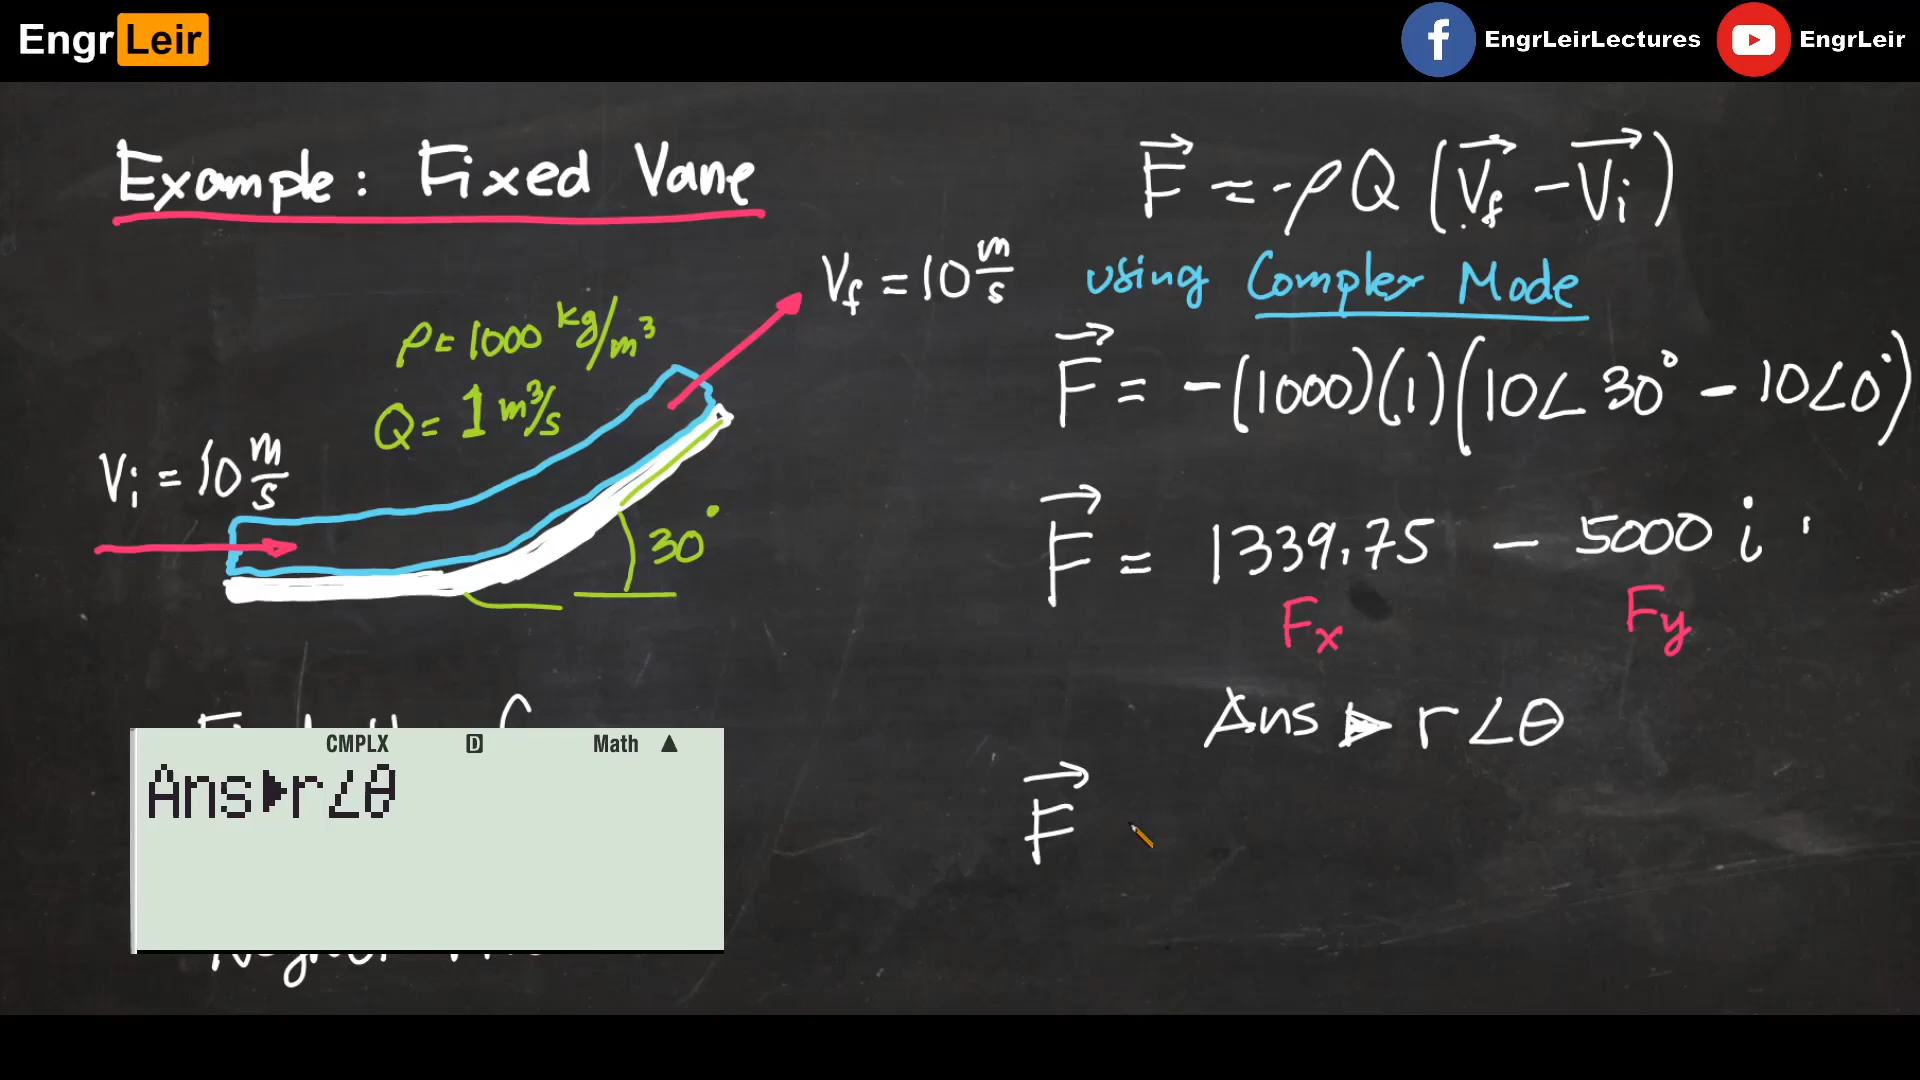 EngrLeir
EngrLeirLectures
EngrLeir
Example: Fixed Vane
Vf = 10 m/s
ρ = 1000 kg/m³
Q = 1 m³/s
Vi = 10 m/s
30°
F = -ρQ (Vf - Vi)
using Complex Mode
F = -(1000)(1)(10∠30° - 10∠0°)
F = 1339.75 - 5000 i
Fx Fy
Ans ▶ r∠θ
F
CMPLX D Math ▲
Ans▶r∠θ